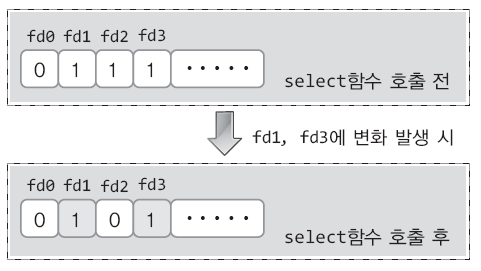 fd0 fd1 fd2 fd3
0 1 1 1 ·····
select함수 호출 전
fd1, fd3에 변화 발생 시
fd0 fd1 fd2 fd3
0 1 0 1 ·····
select함수 호출 후